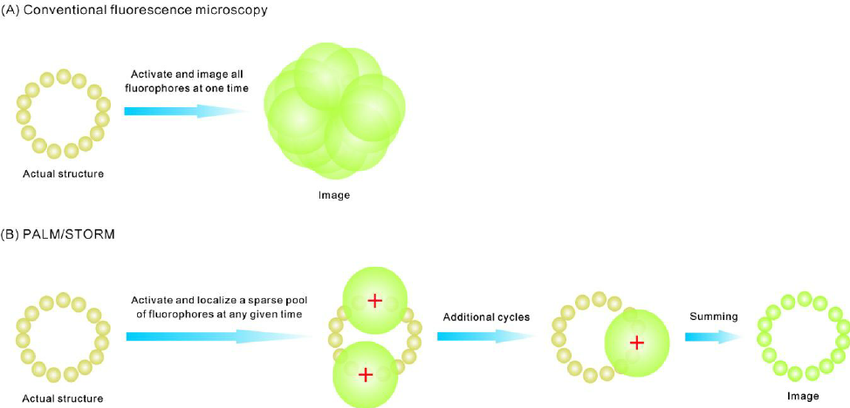 (A) Conventional fluorescence microscopy
Activate and image all
fluorophores at one time
Actual structure
Image
(B) PALM/STORM
Activate and localize a sparse pool
of fluorophores at any given time
Additional cycles
Summing
Actual structure
Image